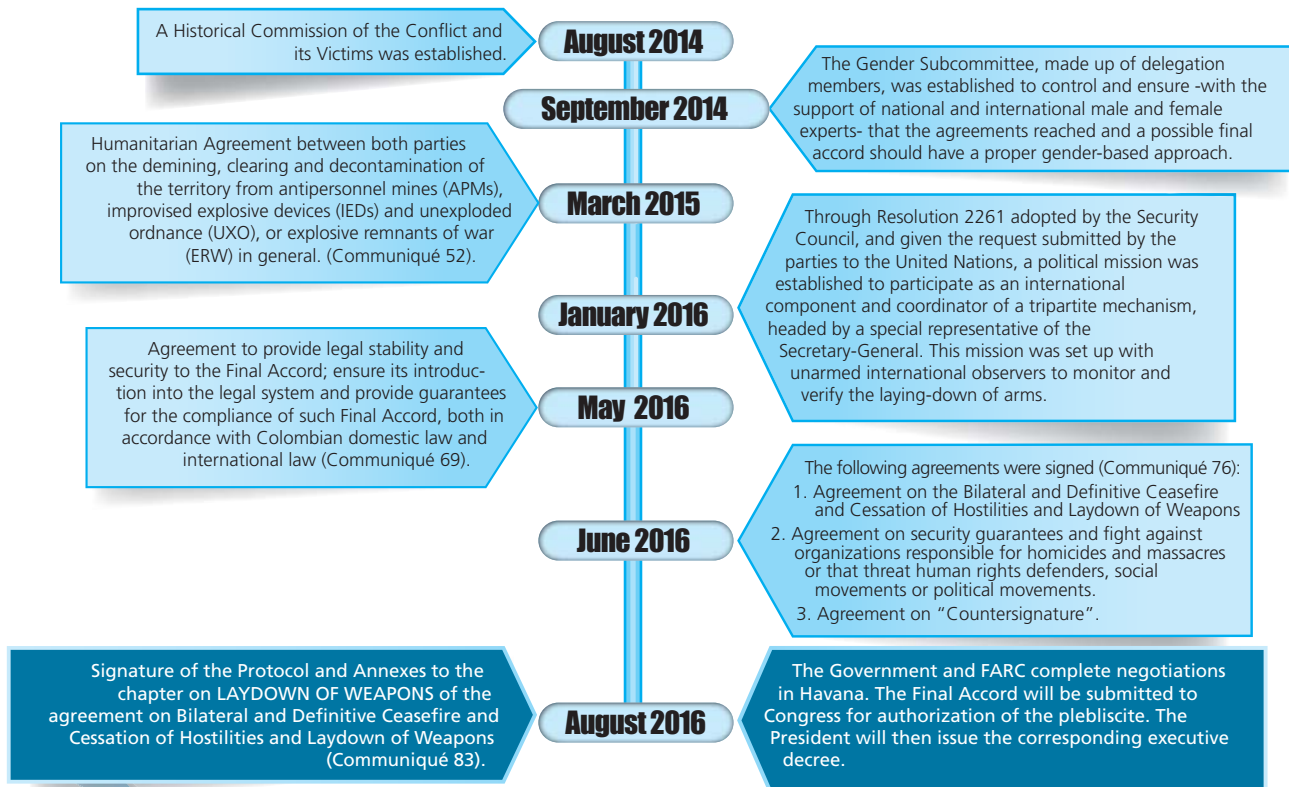 A Historical Commission of the Conflict and
its Victims was established.
August 2014
The Gender Subcommittee, made up of delegation
members, was established to control and ensure -with the
support of national and international male and female
experts- that the agreements reached and a possible final
accord should have a proper gender-based approach.
September 2014
Humanitarian Agreement between both parties
on the demining, clearing and decontamination of
the territory from antipersonnel mines (APMs),
improvised explosive devices (IEDs) and unexploded
ordnance (UXO), or explosive remnants of war
(ERW) in general. (Communiqué 52).
March 2015
Through Resolution 2261 adopted by the Security
Council, and given the request submitted by the
parties to the United Nations, a political mission was
established to participate as an international
component and coordinator of a tripartite mechanism,
headed by a special representative of the
Secretary-General. This mission was set up with
unarmed international observers to monitor and
verify the laying-down of arms.
January 2016
Agreement to provide legal stability and
security to the Final Accord; ensure its introduc-
tion into the legal system and provide guarantees
for the compliance of such Final Accord, both in
accordance with Colombian domestic law and
international law (Communiqué 69).
May 2016
The following agreements were signed (Communiqué 76):
1. Agreement on the Bilateral and Definitive Ceasefire
and Cessation of Hostilities and Laydown of Weapons
2. Agreement on security guarantees and fight against
organizations responsible for homicides and massacres
or that threat human rights defenders, social
movements or political movements.
3. Agreement on “Countersignature”.
June 2016
Signature of the Protocol and Annexes to the
chapter on LAYDOWN OF WEAPONS of the
agreement on Bilateral and Definitive Ceasefire and
Cessation of Hostilities and Laydown of Weapons
(Communiqué 83).
August 2016
The Government and FARC complete negotiations
in Havana. The Final Accord will be submitted to
Congress for authorization of the plebliscite. The
President will then issue the corresponding executive
decree.